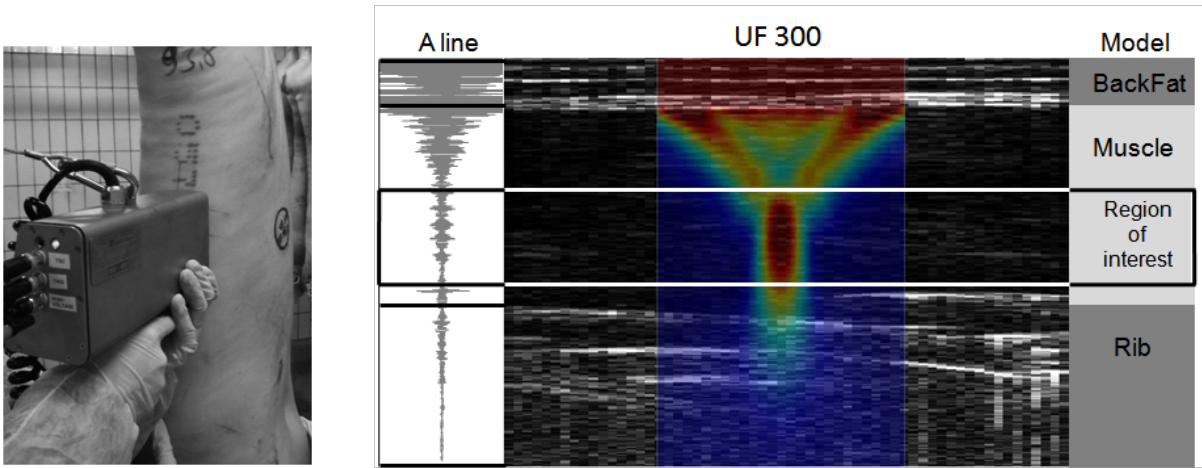 93,8
A line
UF 300
Model
BackFat
Muscle
Region
of
interest
Rib